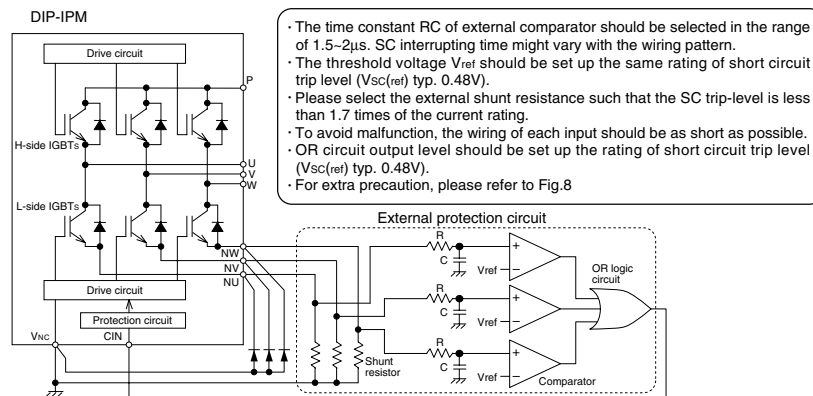 DIP-IPM
Drive circuit
H-side IGBTs
P
U
V
W
L-side IGBTs
NW
NV
NU
Drive circuit
Protection circuit
VNC
CIN
· The time constant RC of external comparator should be selected in the range
of 1.5~2μs. SC interrupting time might vary with the wiring pattern.
· The threshold voltage Vref should be set up the same rating of short circuit
trip level (VSC(ref) typ. 0.48V).
· Please select the external shunt resistance such that the SC trip-level is less
than 1.7 times of the current rating.
· To avoid malfunction, the wiring of each input should be as short as possible.
· OR circuit output level should be set up the rating of short circuit trip level
(VSC(ref) typ. 0.48V).
· For extra precaution, please refer to Fig.8
External protection circuit
R
C
Vref
+
−
R
C
Vref
+
−
R
C
Vref
+
−
OR logic
circuit
Shunt
resistor
Comparator